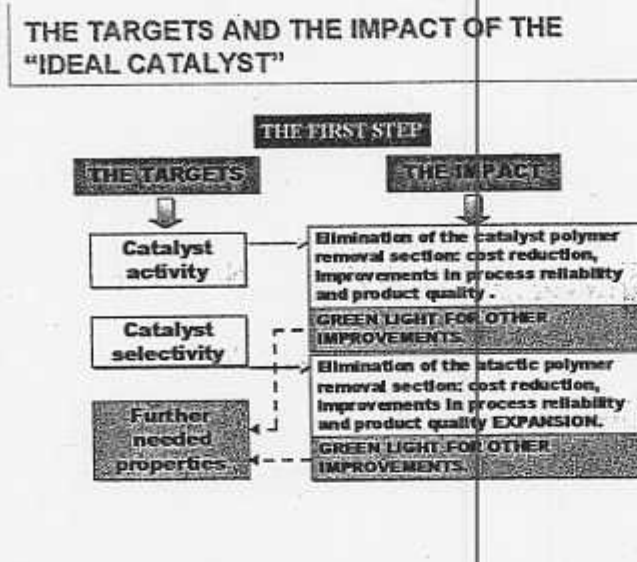 THE TARGETS AND THE IMPACT OF THE
“IDEAL CATALYST”
THE FIRST STEP
THE TARGETS
THE IMPACT
Catalyst
activity
Elimination of the catalyst polymer
removal section: cost reduction,
Improvements in process reliability
and product quality .
GREEN LIGHT FOR OTHER
IMPROVEMENTS.
Catalyst
selectivity
Elimination of the atactic polymer
removal section: cost reduction,
Improvements in process reliability
and product quality EXPANSION.
GREEN LIGHT FOR OTHER
IMPROVEMENTS.
Further
needed
properties